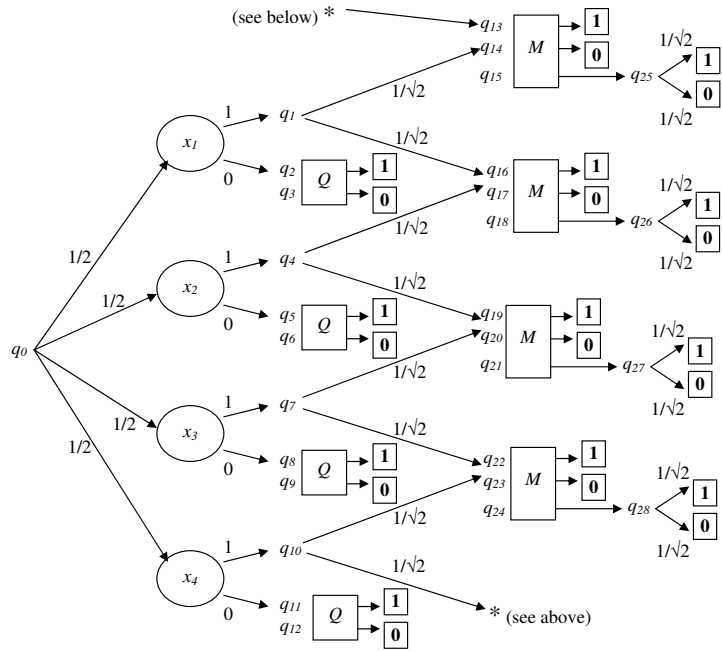 (see below) *
q13
q14
q15
M
1
0
q25
1/√2
1
0
1/√2
1/√2
x1
1
0
q1
q2
q3
Q
1
0
1/√2
q16
q17
q18
M
1
0
q26
1/√2
1
0
1/√2
1/√2
1/2
x2
1
0
q4
q5
q6
Q
1
0
1/√2
q19
q20
q21
M
1
0
q27
1/√2
1
0
1/√2
1/√2
q0
1/2
1/2
1/2
x3
1
0
q7
q8
q9
Q
1
0
1/√2
q22
q23
q24
M
1
0
q28
1/√2
1
0
1/√2
1/√2
x4
1
0
q10
q11
q12
Q
1
0
1/√2
* (see above)